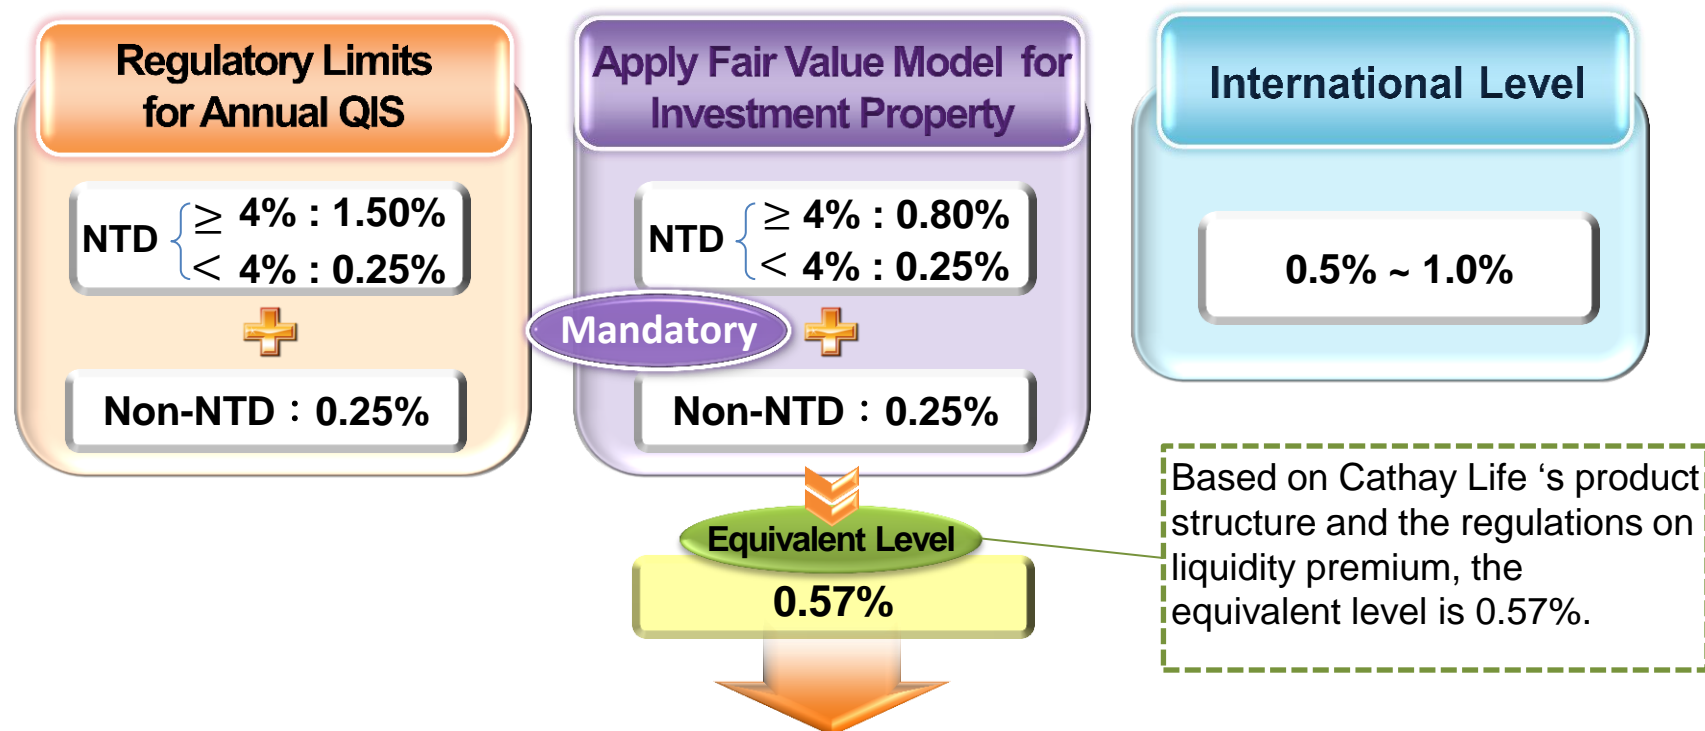 Regulatory Limits
for Annual QIS
NTD
≥ 4% : 1.50%
< 4% : 0.25%
Non-NTD：0.25%
Apply Fair Value Model for
Investment Property
NTD
≥ 4% : 0.80%
< 4% : 0.25%
Mandatory
Non-NTD：0.25%
Equivalent Level
0.57%
International Level
0.5% ~ 1.0%
Based on Cathay Life ‘s product
structure and the regulations on
liquidity premium, the
equivalent level is 0.57%.